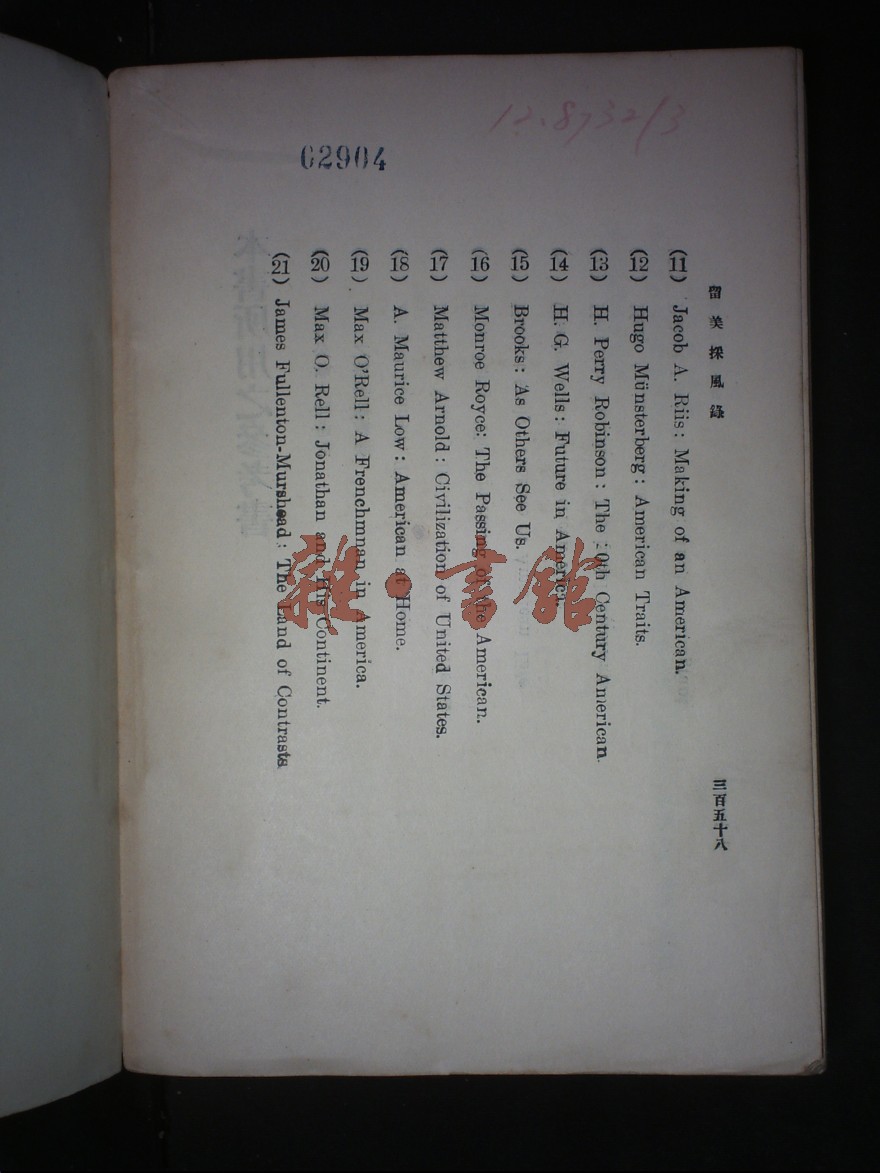 12.8732/3
62904
留美採風錄
三百五十八
(11) Jacob A. Riis: Making of an American.
(12) Hugo Münsterberg: American Traits.
(13) H. Perry Robinson: The 20th Century American
(14) H. G. Wells: Future in America.
(15) Brooks: As Others See Us.
(16) Monroe Royce: The Passing of the American.
(17) Matthew Arnold: Civilization of United States.
(18) A. Maurice Low: American at Home.
(19) Max O'Rell: A Frenchmnan in America.
(20) Max O. Rell: Jonathan and His Continent.
(21) James Fullenton-Murshead: The Land of Contrasts
雜·書館